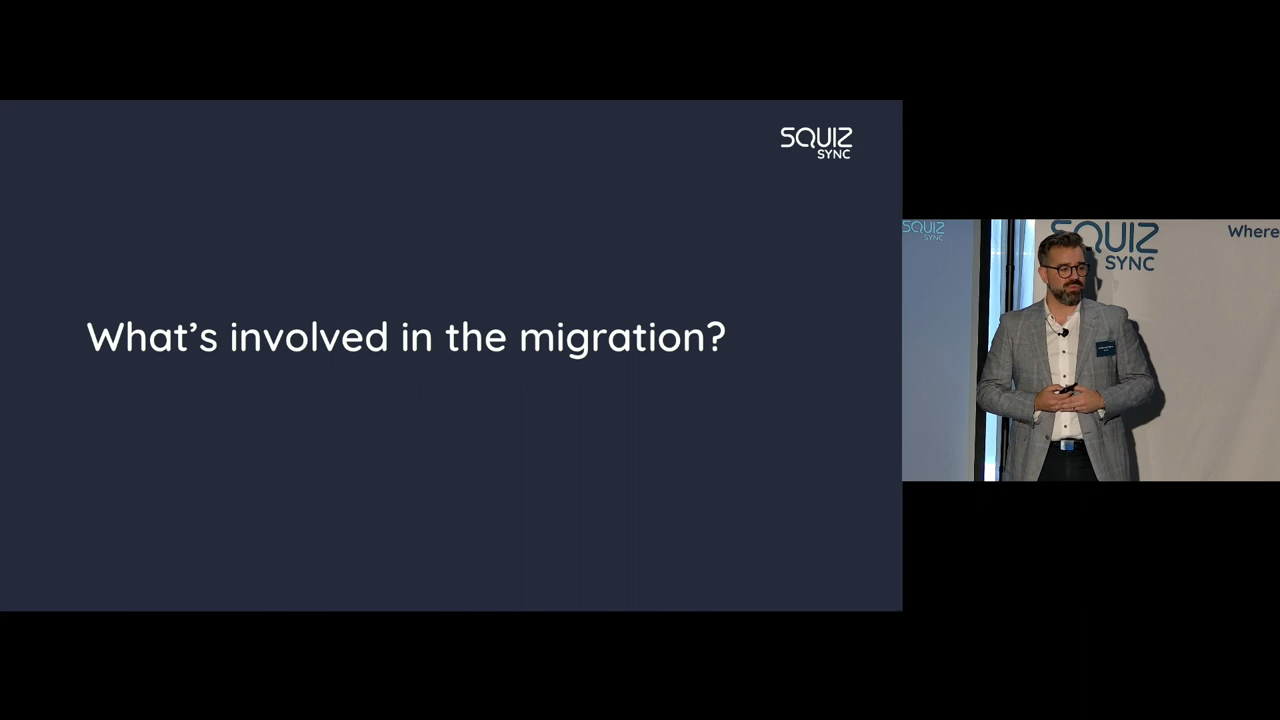 SQUIZ
SYNC
What's involved in the migration?
SQUIZ
SYNC
SQUIZ
SYNC
Where